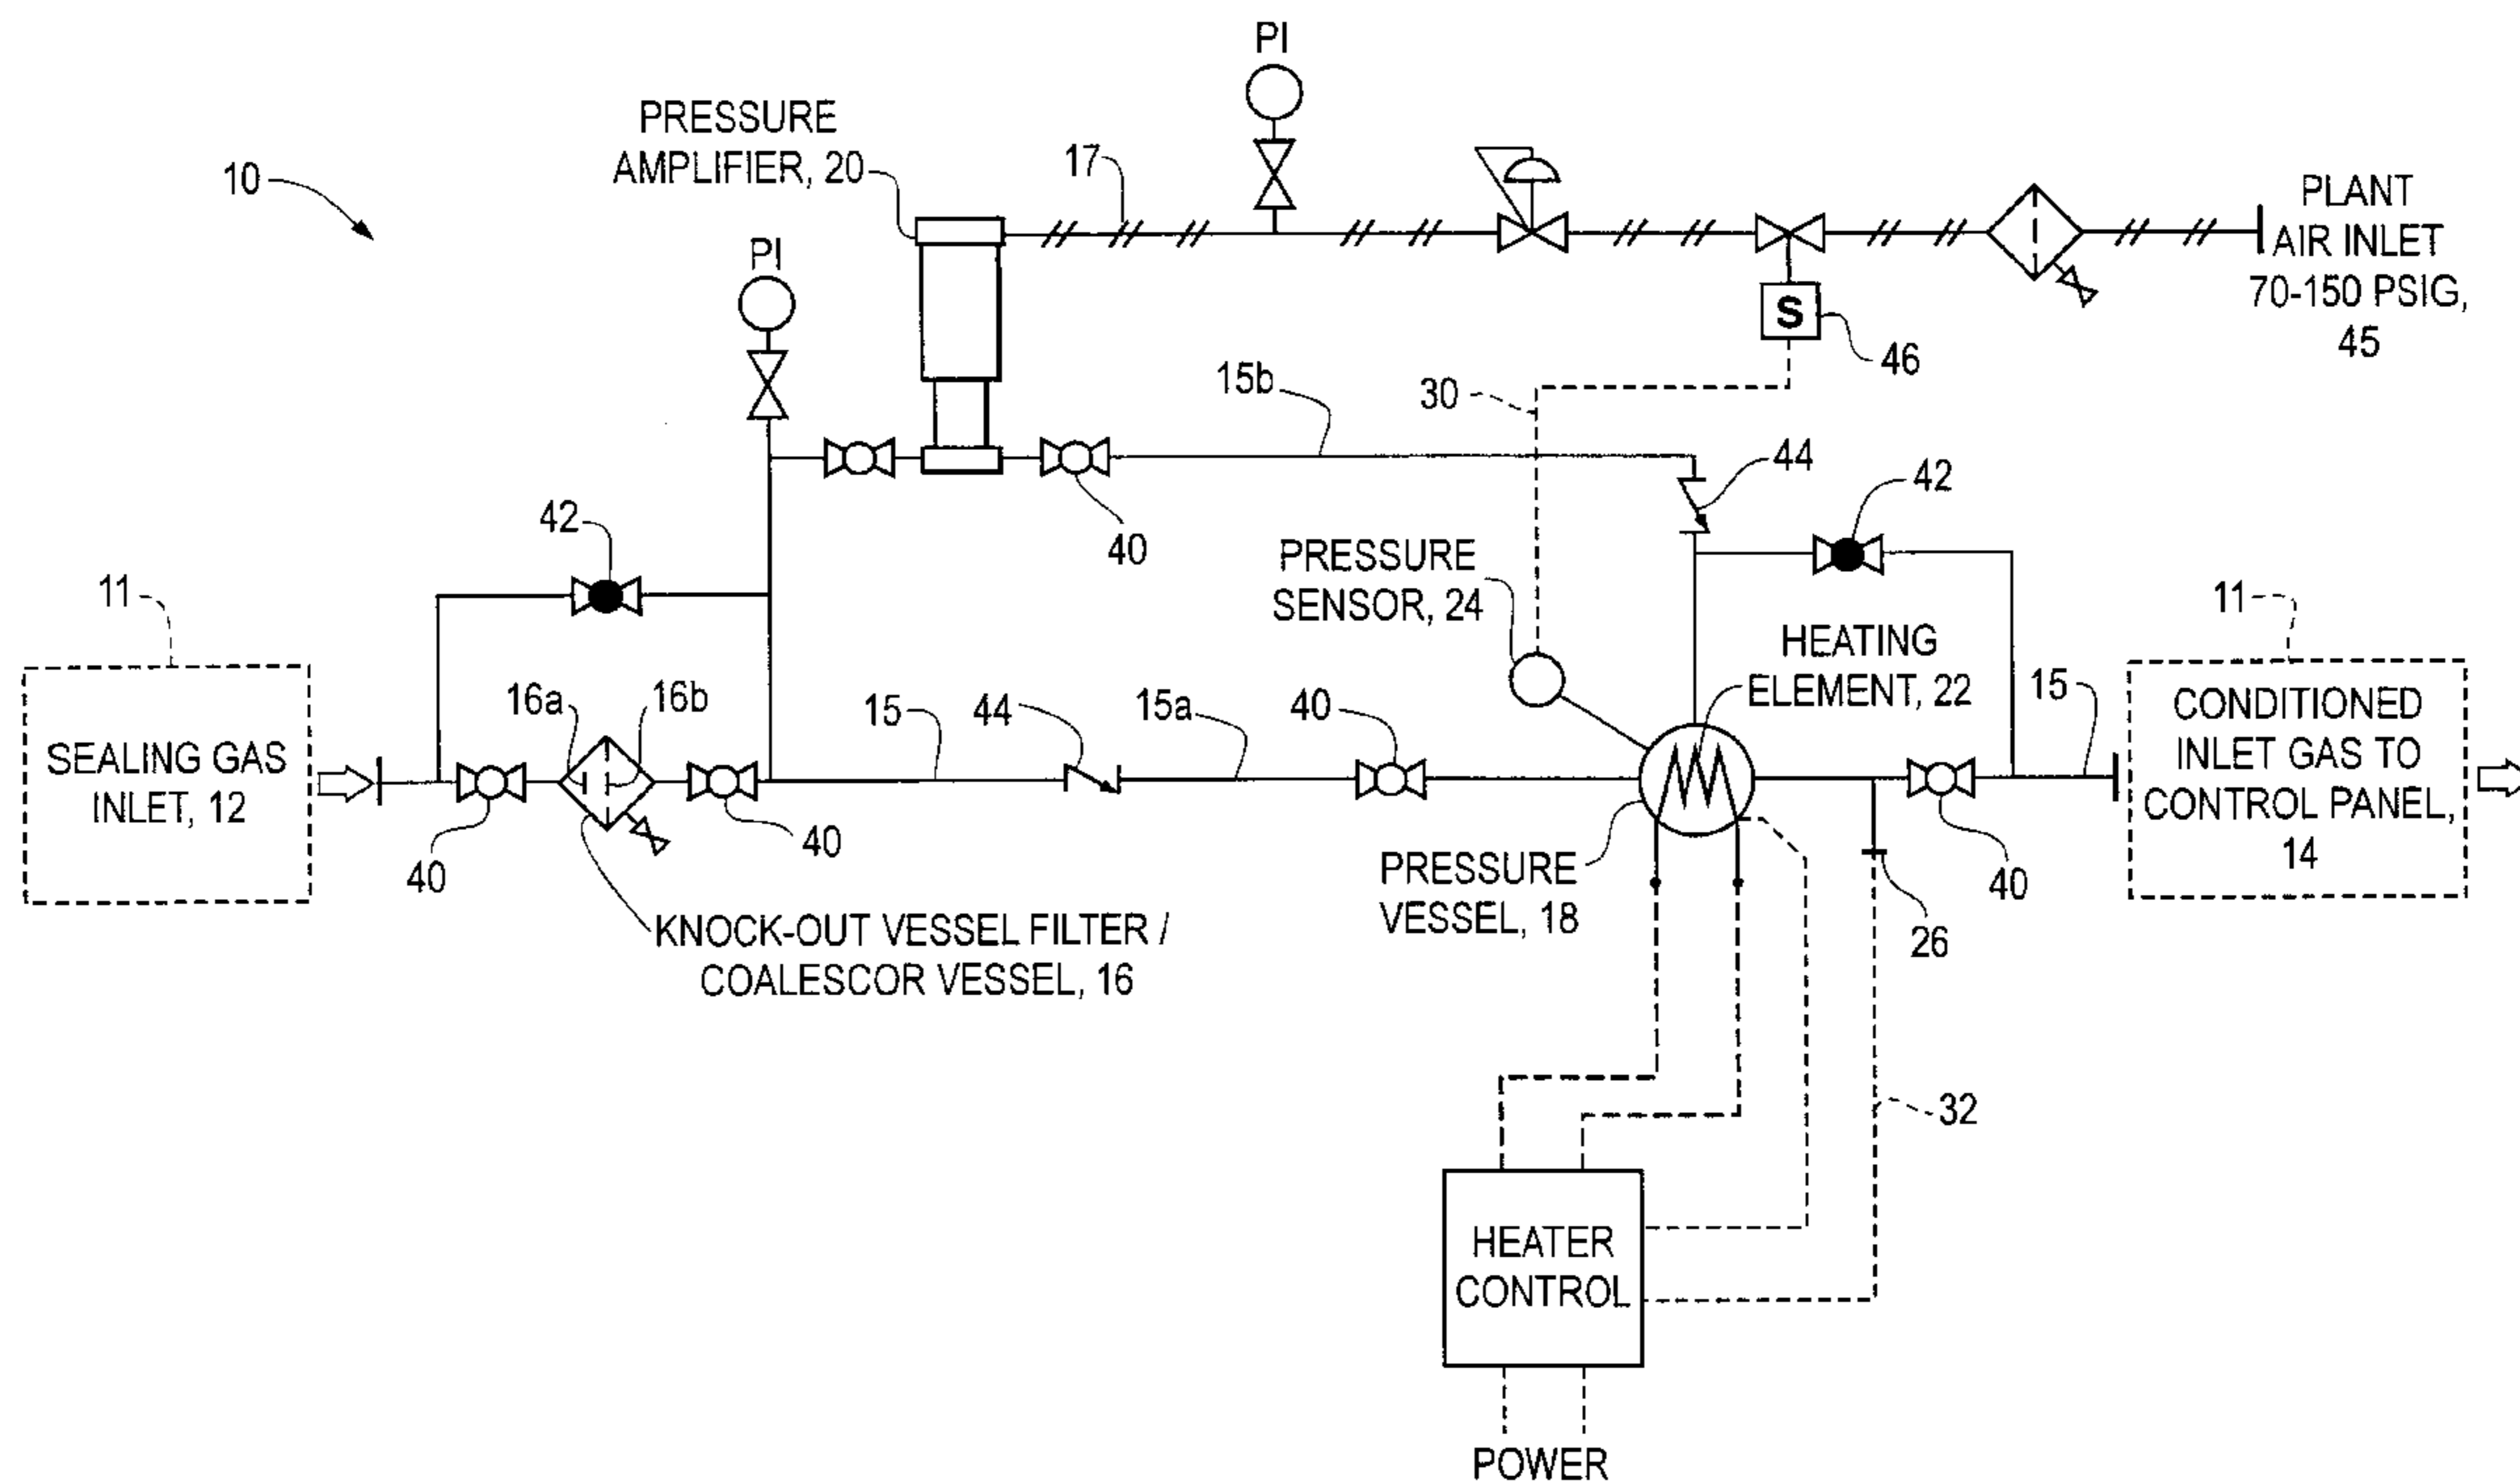 PI
PRESSURE
AMPLIFIER, 20
17
10
PLANT
AIR INLET
70-150 PSIG,
45
PI
S
46
15b
30
44
42
42
40
PRESSURE
SENSOR, 24
11
11
HEATING
ELEMENT, 22
16a
16b
15
44
15a
40
15
SEALING GAS
INLET, 12
CONDITIONED
INLET GAS TO
CONTROL PANEL,
14
40
40
PRESSURE
VESSEL, 18
40
26
KNOCK-OUT VESSEL FILTER /
COALESCOR VESSEL, 16
32
HEATER
CONTROL
POWER